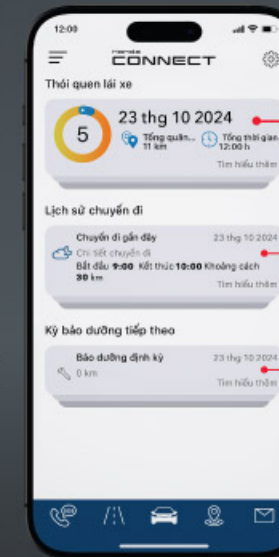 12:00
HONDA
CONNECT
Thói quen lái xe
5
23 thg 10 2024
Tổng quãn... 11 km
Tổng thời gian 12:00 h
Tìm hiểu thêm
Lịch sử chuyến đi
Chuyến đi gần đây 23 thg 10 2024
Chi tiết chuyến đi
Bắt đầu 9:00 Kết thúc 10:00 Khoảng cách
30 km
Tìm hiểu thêm
Kỳ bảo dưỡng tiếp theo
Bảo dưỡng định kỳ 23 thg 10 2024
0 km
Tìm hiểu thêm